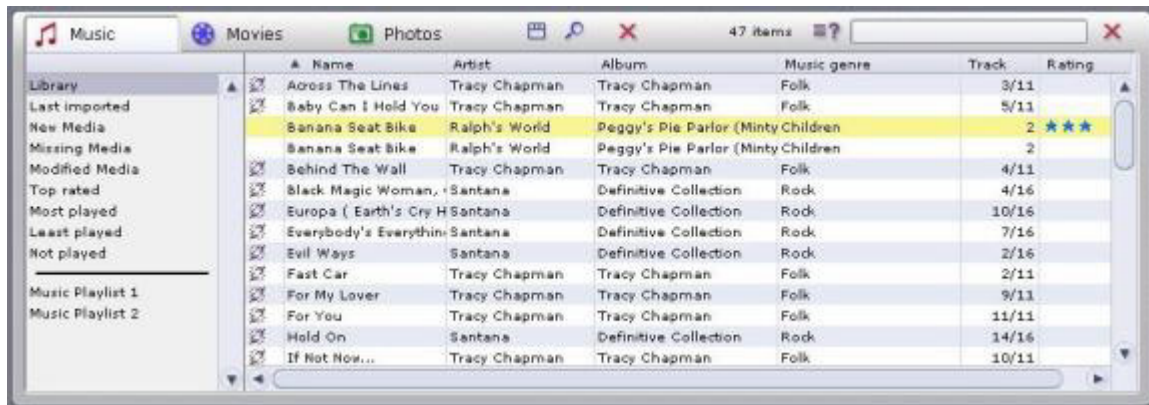 Music Movies Photos 47 items ?
▲ Name Artist Album Music genre Track Rating
Library
Last imported
New Media
Missing Media
Modified Media
Top rated
Most played
Least played
Not played
Music Playlist 1
Music Playlist 2
Across The Lines Tracy Chapman Tracy Chapman Folk 3/11
Baby Can I Hold You Tracy Chapman Tracy Chapman Folk 5/11
Banana Seat Bike Ralph's World Peggy's Pie Parlor (Minty Children 2 ★★★
Banana Seat Bike Ralph's World Peggy's Pie Parlor (Minty Children 2
Behind The Wall Tracy Chapman Tracy Chapman Folk 4/11
Black Magic Woman, Santana Definitive Collection Rock 4/16
Europa ( Earth's Cry H Santana Definitive Collection Rock 10/16
Everybody's Everythin Santana Definitive Collection Rock 7/16
Evil Ways Santana Definitive Collection Rock 2/16
Fast Car Tracy Chapman Tracy Chapman Folk 2/11
For My Lover Tracy Chapman Tracy Chapman Folk 9/11
For You Tracy Chapman Tracy Chapman Folk 11/11
Hold On Santana Definitive Collection Rock 14/16
If Not Now... Tracy Chapman Tracy Chapman Folk 10/11